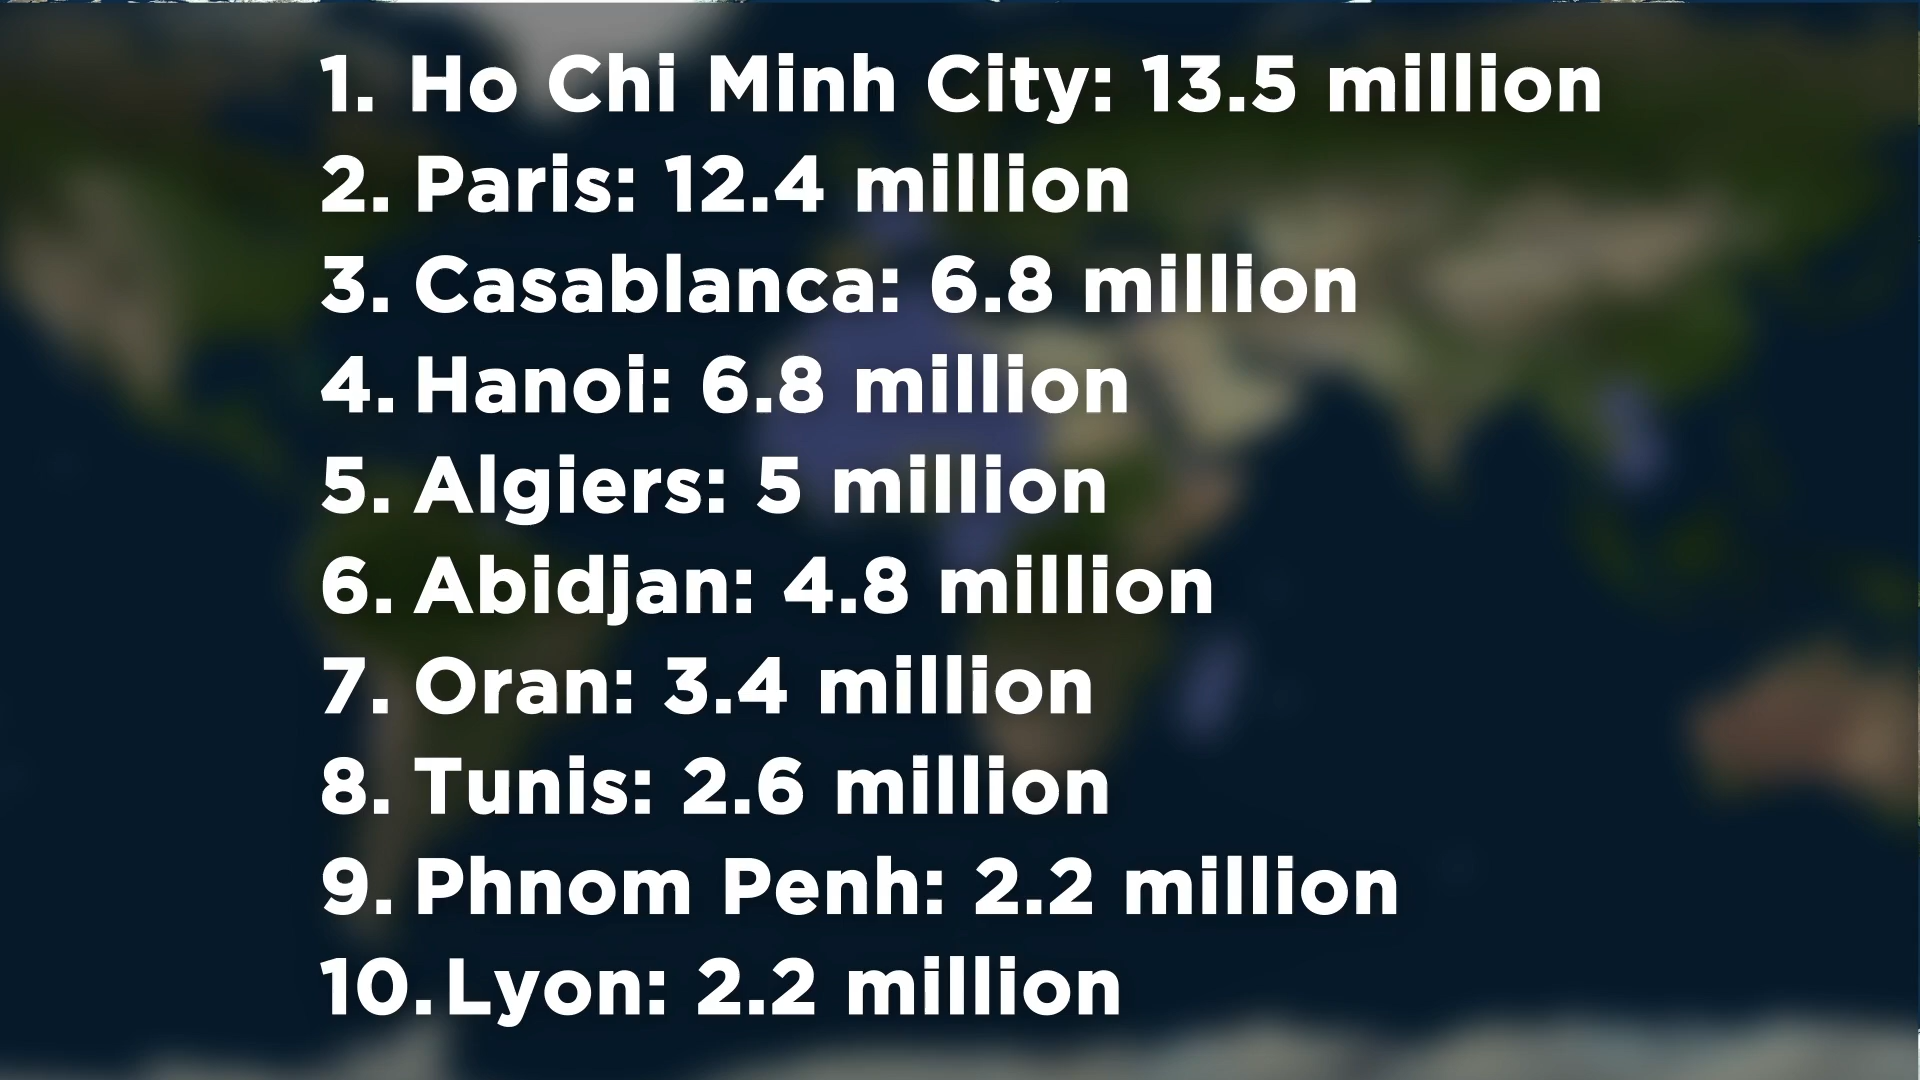 1. Ho Chi Minh City: 13.5 million
2. Paris: 12.4 million
3. Casablanca: 6.8 million
4. Hanoi: 6.8 million
5. Algiers: 5 million
6. Abidjan: 4.8 million
7. Oran: 3.4 million
8. Tunis: 2.6 million
9. Phnom Penh: 2.2 million
10. Lyon: 2.2 million